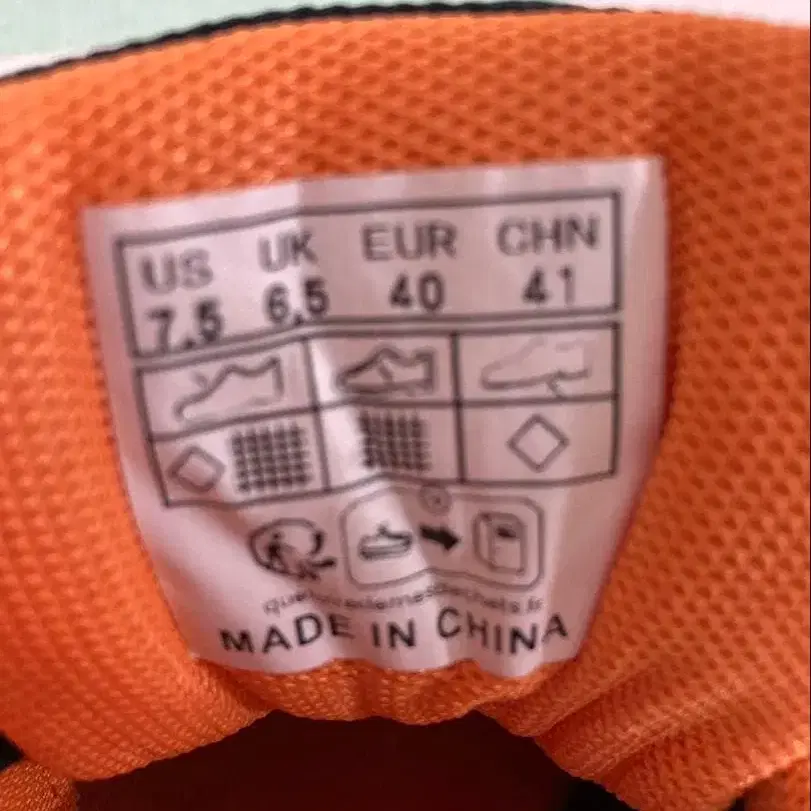 US UK EUR CHN
7.5 6.5 40 41
MADE IN CHINA